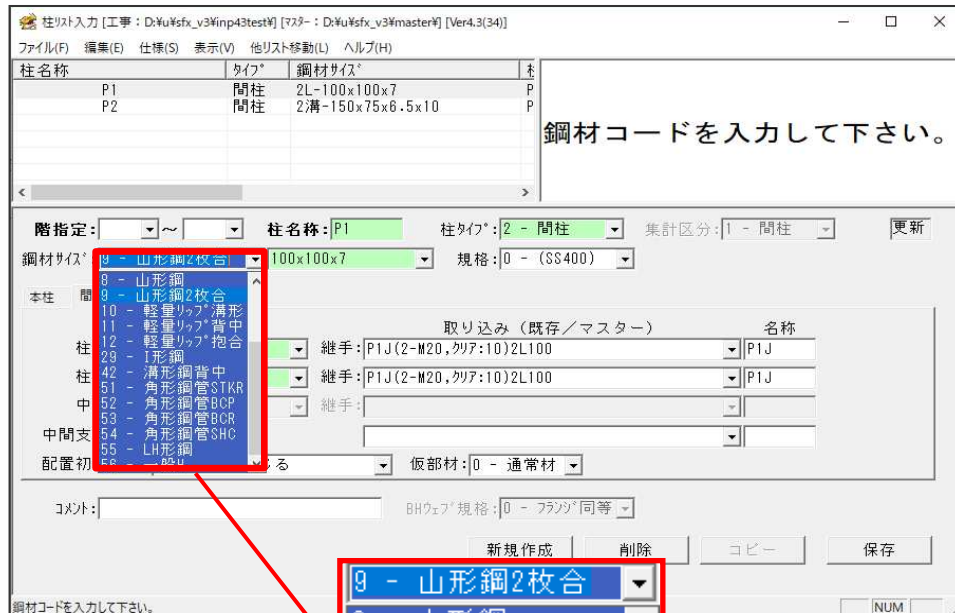 柱リスト入力 [工事：D:¥u¥sfx_v3¥inp43test¥] [ﾏｽﾀｰ：D:¥u¥sfx_v3¥master¥] [Ver4.3(34)]
ファイル(F) 編集(E) 仕様(S) 表示(V) 他リスト移動(L) ヘルプ(H)
柱名称 ﾀｲﾌﾟ 鋼材ｻｲｽﾞ
P1 間柱 2L-100x100x7 P
P2 間柱 2溝-150x75x6.5x10 P
鋼材コードを入力して下さい。
階指定: ～ 柱名称:P1 柱ﾀｲﾌﾟ:2 - 間柱 集計区分:1 - 間柱 更新
鋼材ｻｲｽﾞ:9 - 山形鋼2枚合 100x100x7 規格:0 - (SS400)
8 - 山形鋼
9 - 山形鋼2枚合
10 - 軽量ﾘｯﾌﾟ溝形
11 - 軽量ﾘｯﾌﾟ背中
12 - 軽量ﾘｯﾌﾟ抱合
29 - I形鋼
42 - 溝形鋼背中
51 - 角形鋼管STKR
52 - 角形鋼管BCP
53 - 角形鋼管BCR
54 - 角形鋼管SHC
55 - LH形鋼
本柱 間
取り込み（既存／マスター） 名称
柱 継手:P1J(2-M20,ｸﾘｱ:10)2L100 P1J
柱 継手:P1J(2-M20,ｸﾘｱ:10)2L100 P1J
中 継手:
中間支
配置初 る 仮部材:0 - 通常材
ｺﾒﾝﾄ: BHｳｪﾌﾞ規格:0 - ﾌﾗﾝｼﾞ同等
新規作成 削除 コピー 保存
9 - 山形鋼2枚合
鋼材ｺｰﾄﾞを入力して下さい。 NUM